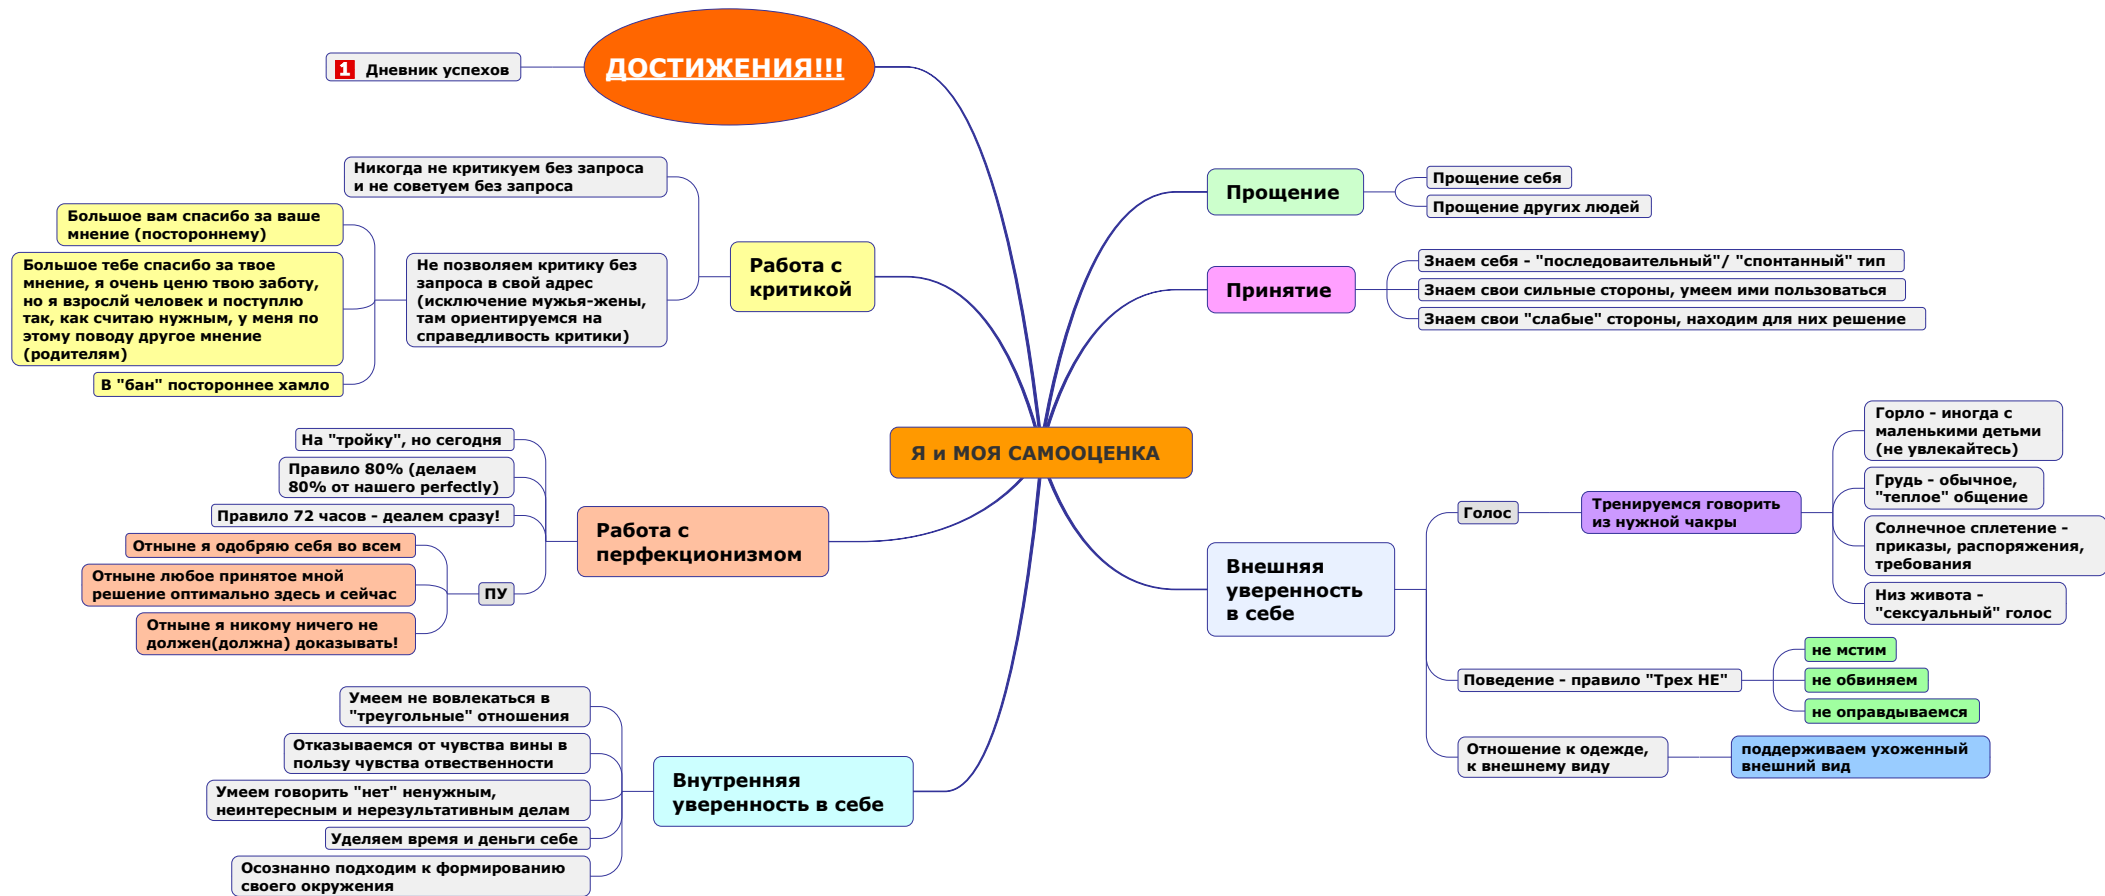 ДОСТИЖЕНИЯ!!!
1 Дневник успехов
Работа с
критикой
Никогда не критикуем без запроса
и не советуем без запроса
Не позволяем критику без
запроса в свой адрес
(исключение мужья-жены,
там ориентируемся на
справедливость критики)
Большое вам спасибо за ваше
мнение (постороннему)
Большое тебе спасибо за твое
мнение, я очень ценю твою заботу,
но я взрослй человек и поступлю
так, как считаю нужным, у меня по
этому поводу другое мнение
(родителям)
В "бан" постороннее хамло
Работа с
перфекционизмом
На "тройку", но сегодня
Правило 80% (делаем
80% от нашего perfectly)
Правило 72 часов - деалем сразу!
ПУ
Отныне я одобряю себя во всем
Отныне любое принятое мной
решение оптимально здесь и сейчас
Отныне я никому ничего не
должен(должна) доказывать!
Внутренняя
уверенность в себе
Умеем не вовлекаться в
"треугольные" отношения
Отказываемся от чувства вины в
пользу чувства отвественности
Умеем говорить "нет" ненужным,
неинтересным и нерезультативным делам
Уделяем время и деньги себе
Осознанно подходим к формированию
своего окружения
Я и МОЯ САМООЦЕНКА
Прощение
Прощение себя
Прощение других людей
Принятие
Знаем себя - "последоваительный"/ "спонтанный" тип
Знаем свои сильные стороны, умеем ими пользоваться
Знаем свои "слабые" стороны, находим для них решение
Внешняя
уверенность
в себе
Голос
Тренируемся говорить
из нужной чакры
Горло - иногда с
маленькими детьми
(не увлекайтесь)
Грудь - обычное,
"теплое" общение
Солнечное сплетение -
приказы, распоряжения,
требования
Низ живота -
"сексуальный" голос
Поведение - правило "Трех НЕ"
не мстим
не обвиняем
не оправдываемся
Отношение к одежде,
к внешнему виду
поддерживаем ухоженный
внешний вид